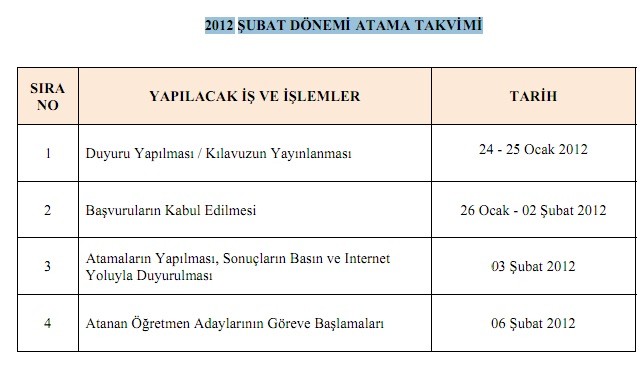 2012 ŞUBAT DÖNEMİ ATAMA TAKVİMİ
SIRA
NO
YAPILACAK İŞ VE İŞLEMLER
TARİH
1
Duyuru Yapılması / Kılavuzun Yayınlanması
24 - 25 Ocak 2012
2
Başvuruların Kabul Edilmesi
26 Ocak - 02 Şubat 2012
3
Atamaların Yapılması, Sonuçların Basın ve Internet
Yoluyla Duyurulması
03 Şubat 2012
4
Atanan Öğretmen Adaylarının Göreve Başlamaları
06 Şubat 2012